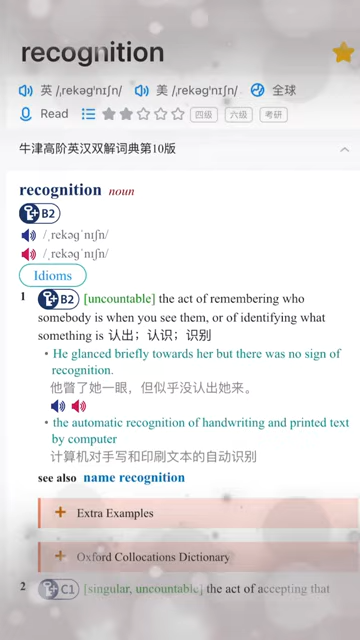 recognition
英 /ˌrekəɡˈnɪʃn/ 美 /ˌrekəɡˈnɪʃn/ 全球
Read 四级 六级 考研
牛津高阶英汉双解词典第10版
recognition noun
B2
/ˌrekəɡˈnɪʃn/
/ˌrekəɡˈnɪʃn/
Idioms
1 B2 [uncountable] the act of remembering who
somebody is when you see them, or of identifying what
something is 认出；认识；识别
• He glanced briefly towards her but there was no sign of
recognition.
他瞥了她一眼，但似乎没认出她来。
• the automatic recognition of handwriting and printed text
by computer
计算机对手写和印刷文本的自动识别
see also name recognition
+ Extra Examples
+ Oxford Collocations Dictionary
2 C1 [singular, uncountable] the act of accepting that